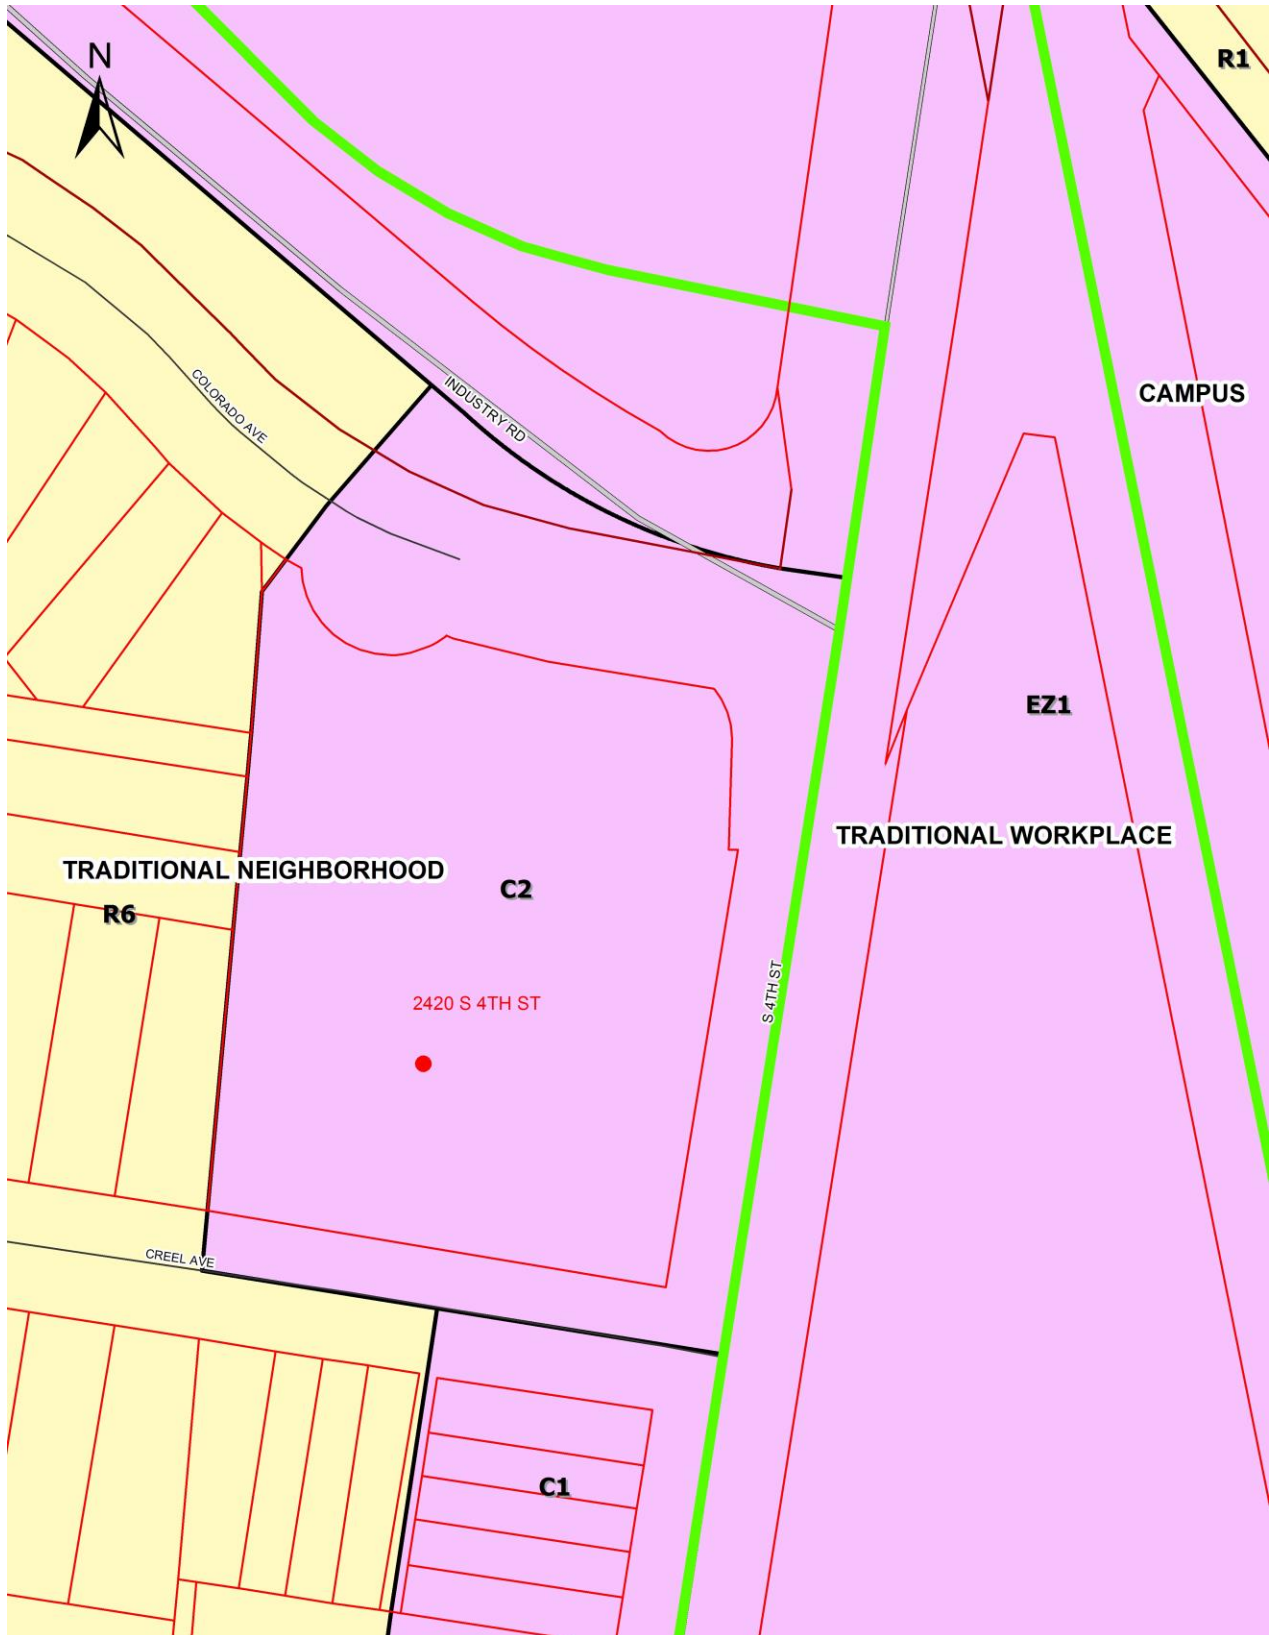 N
R1
COLORADO AVE
INDUSTRY RD
CAMPUS
EZ1
TRADITIONAL WORKPLACE
TRADITIONAL NEIGHBORHOOD
C2
R6
2420 S 4TH ST
S 4TH ST
CREEL AVE
C1